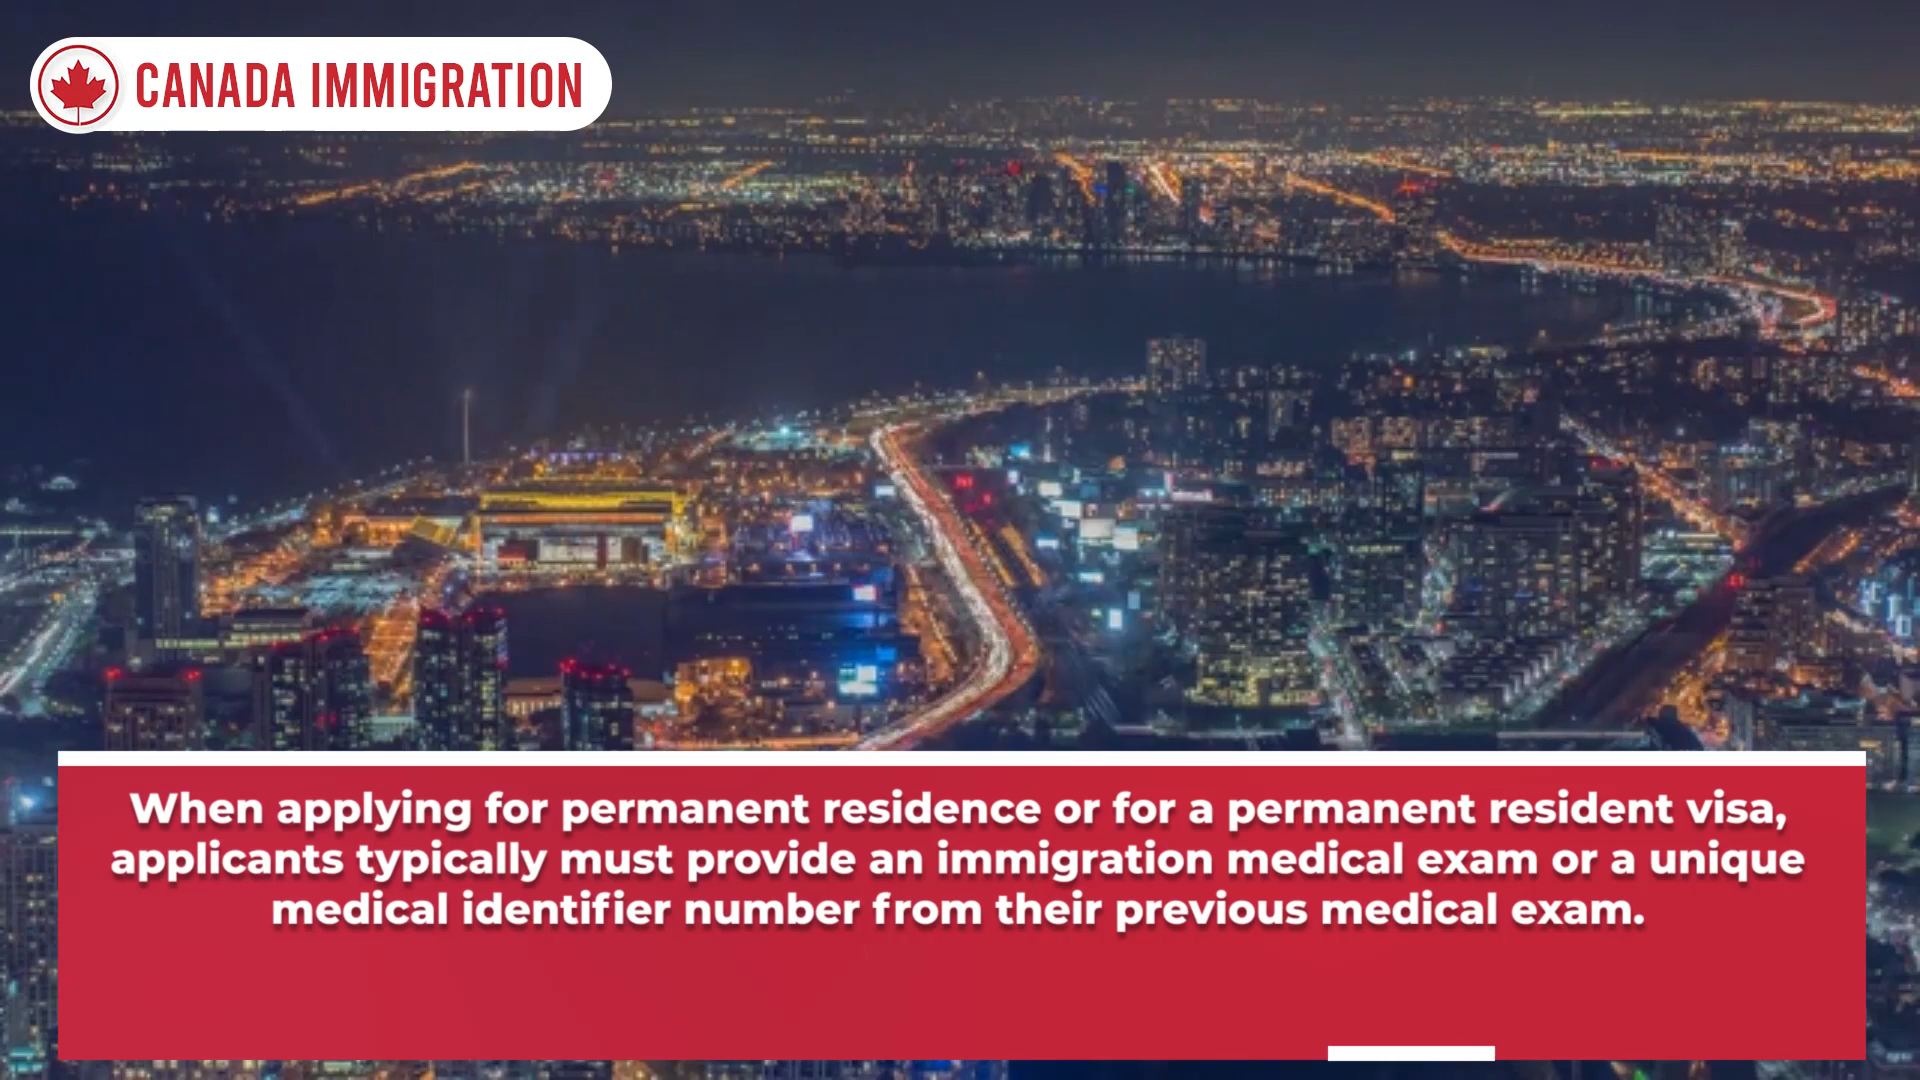 CANADA IMMIGRATION
When applying for permanent residence or for a permanent resident visa,
applicants typically must provide an immigration medical exam or a unique
medical identifier number from their previous medical exam.